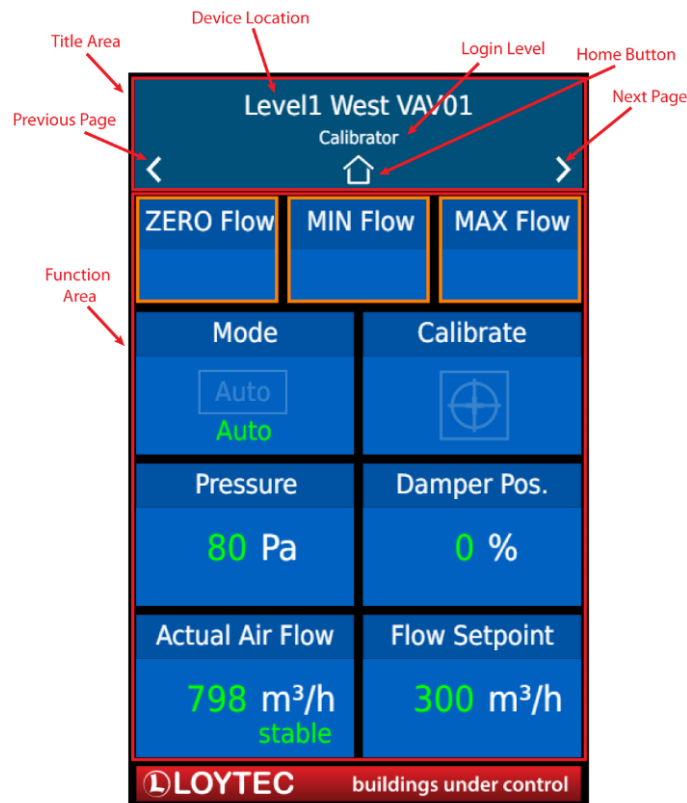 Device Location
Title Area
Login Level
Home Button
Next Page
Previous Page
Level1 West VAV01
Calibrator
ZERO Flow
MIN Flow
MAX Flow
Function
Area
Mode
Calibrate
Auto
Auto
Pressure
Damper Pos.
80 Pa
0 %
Actual Air Flow
Flow Setpoint
798 m³/h
300 m³/h
stable
LOYTEC
buildings under control